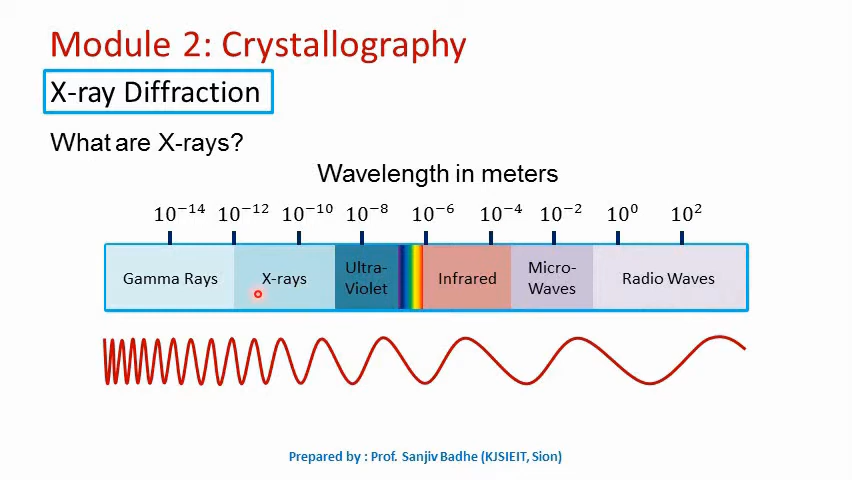 Module 2: Crystallography
X-ray Diffraction
What are X-rays?
Wavelength in meters
10⁻¹⁴ 10⁻¹² 10⁻¹⁰ 10⁻⁸ 10⁻⁶ 10⁻⁴ 10⁻² 10⁰ 10²
Gamma Rays
X-rays
Ultra-
Violet
Infrared
Micro-
Waves
Radio Waves
Prepared by : Prof. Sanjiv Badhe (KJSIEIT, Sion)